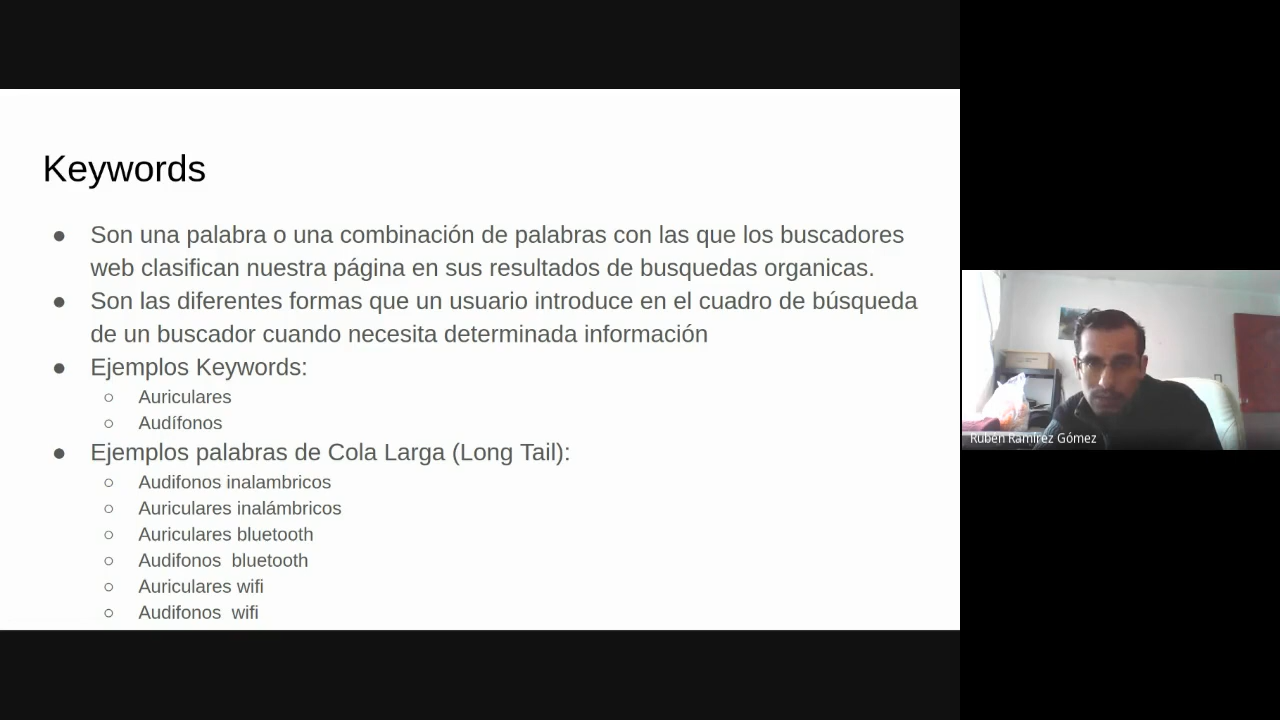 Keywords
● Son una palabra o una combinación de palabras con las que los buscadores
web clasifican nuestra página en sus resultados de busquedas organicas.
● Son las diferentes formas que un usuario introduce en el cuadro de búsqueda
de un buscador cuando necesita determinada información
● Ejemplos Keywords:
○ Auriculares
○ Audífonos
● Ejemplos palabras de Cola Larga (Long Tail):
○ Audifonos inalambricos
○ Auriculares inalámbricos
○ Auriculares bluetooth
○ Audifonos  bluetooth
○ Auriculares wifi
○ Audifonos  wifi
Rubén Ramírez Gómez